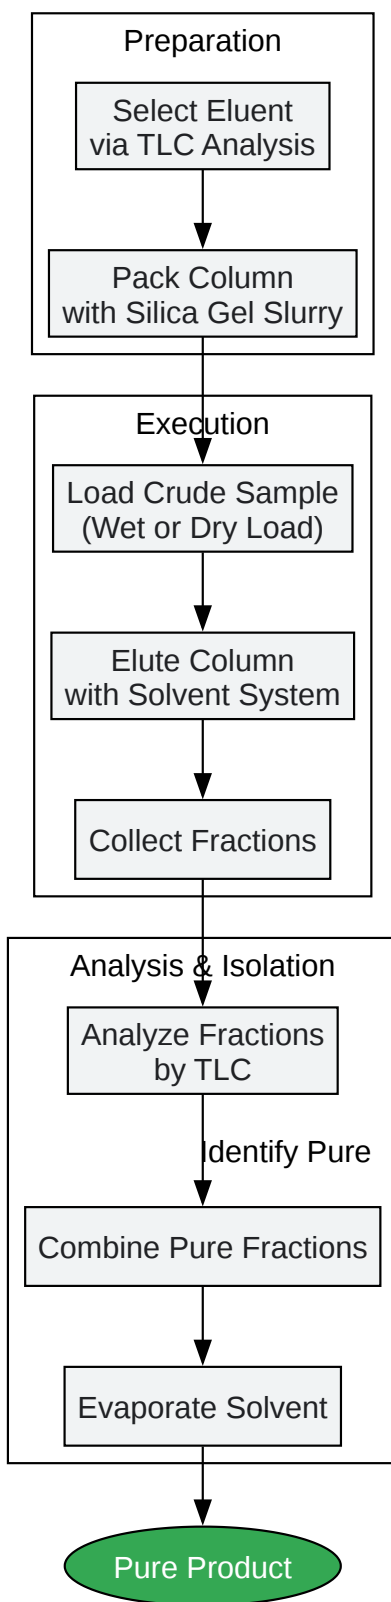 Preparation
Select Eluent
via TLC Analysis
Pack Column
with Silica Gel Slurry
Execution
Load Crude Sample
(Wet or Dry Load)
Elute Column
with Solvent System
Collect Fractions
Analysis & Isolation
Analyze Fractions
by TLC
Identify Pure
Combine Pure Fractions
Evaporate Solvent
Pure Product